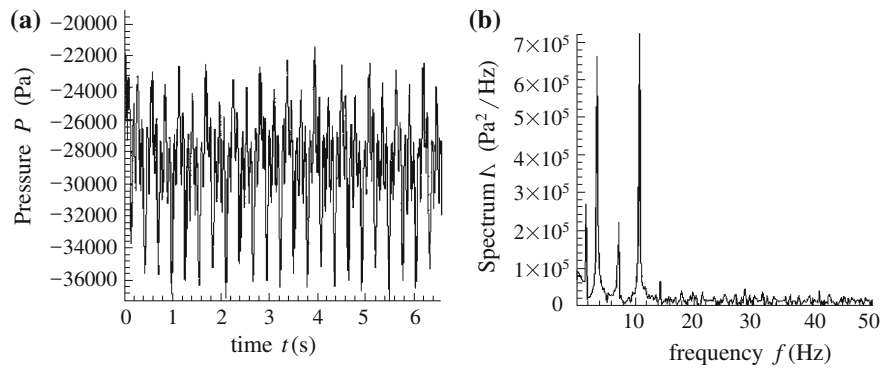 (a)
−20000
−22000
−24000
−26000
−28000
−30000
−32000
−34000
−36000
Pressure P (Pa)
0 1 2 3 4 5 6
time t(s)
(b)
7×10⁵
6×10⁵
5×10⁵
4×10⁵
3×10⁵
2×10⁵
1×10⁵
0
Spectrum Λ (Pa² / Hz)
10 20 30 40 50
frequency f(Hz)